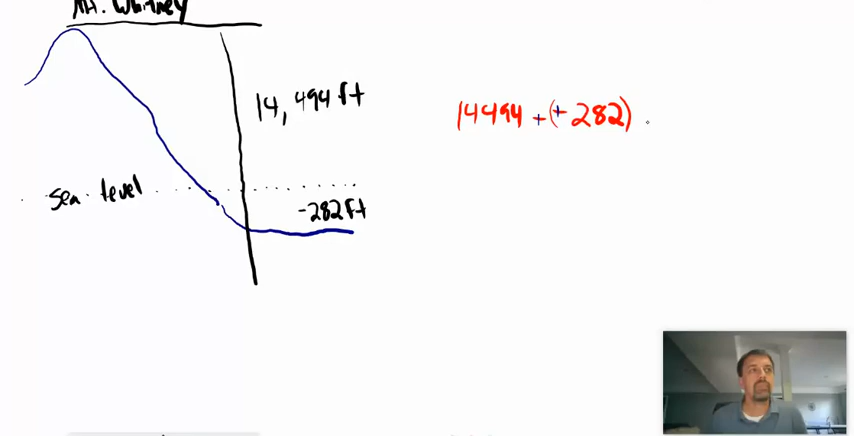 Mt. Whitney
14,494 ft
14494 + (+ 282)
Sea level
-282 ft